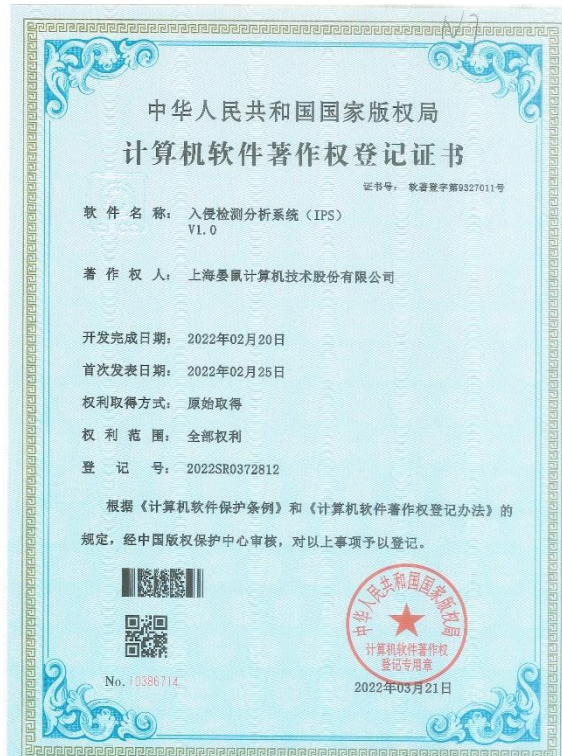 中华人民共和国国家版权局
计算机软件著作权登记证书
证书号： 软著登字第9327011号
软件名称： 入侵检测分析系统（IPS）
V1.0
著作权人： 上海晏鼠计算机技术股份有限公司
开发完成日期： 2022年02月20日
首次发表日期： 2022年02月25日
权利取得方式： 原始取得
权利范围： 全部权利
登记号： 2022SR0372812
根据《计算机软件保护条例》和《计算机软件著作权登记办法》的
规定，经中国版权保护中心审核，对以上事项予以登记。
中华人民共和国国家版权局
计算机软件著作权
登记专用章
No. 10386714
2022年03月21日